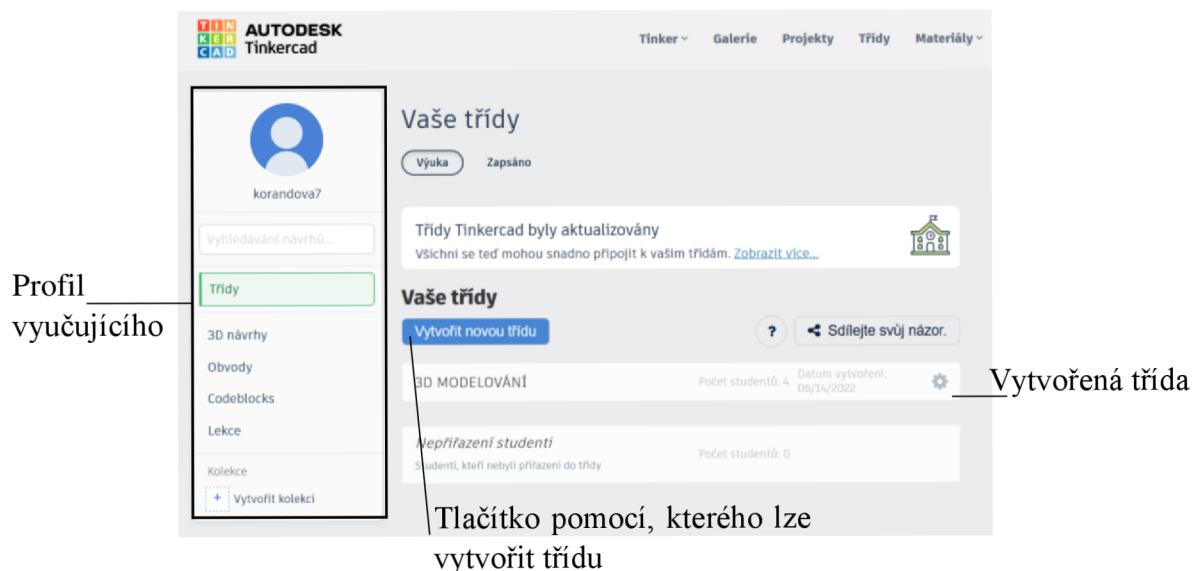 TINKERCAD
AUTODESK
Tinkercad
Tinker Galerie Projekty Třídy Materiály
korandova7
Vyhledávání návrhů...
Třídy
3D návrhy
Obvody
Codeblocks
Lekce
Kolekce
+ Vytvořit kolekci
Vaše třídy
Výuka Zapsáno
Třídy Tinkercad byly aktualizovány
Všichni se teď mohou snadno připojit k vašim třídám. Zobrazit více...
Vaše třídy
Vytvořit novou třídu ? Sdílejte svůj názor.
3D MODELOVÁNÍ Počet studentů: 4 Datum vytvoření:
06/14/2022
Nepřiřazení studenti Počet studentů: 0
Studenti, kteří nebyli přiřazeni do třídy
Profil
vyučujícího
Vytvořená třída
Tlačítko pomocí, kterého lze
vytvořit třídu